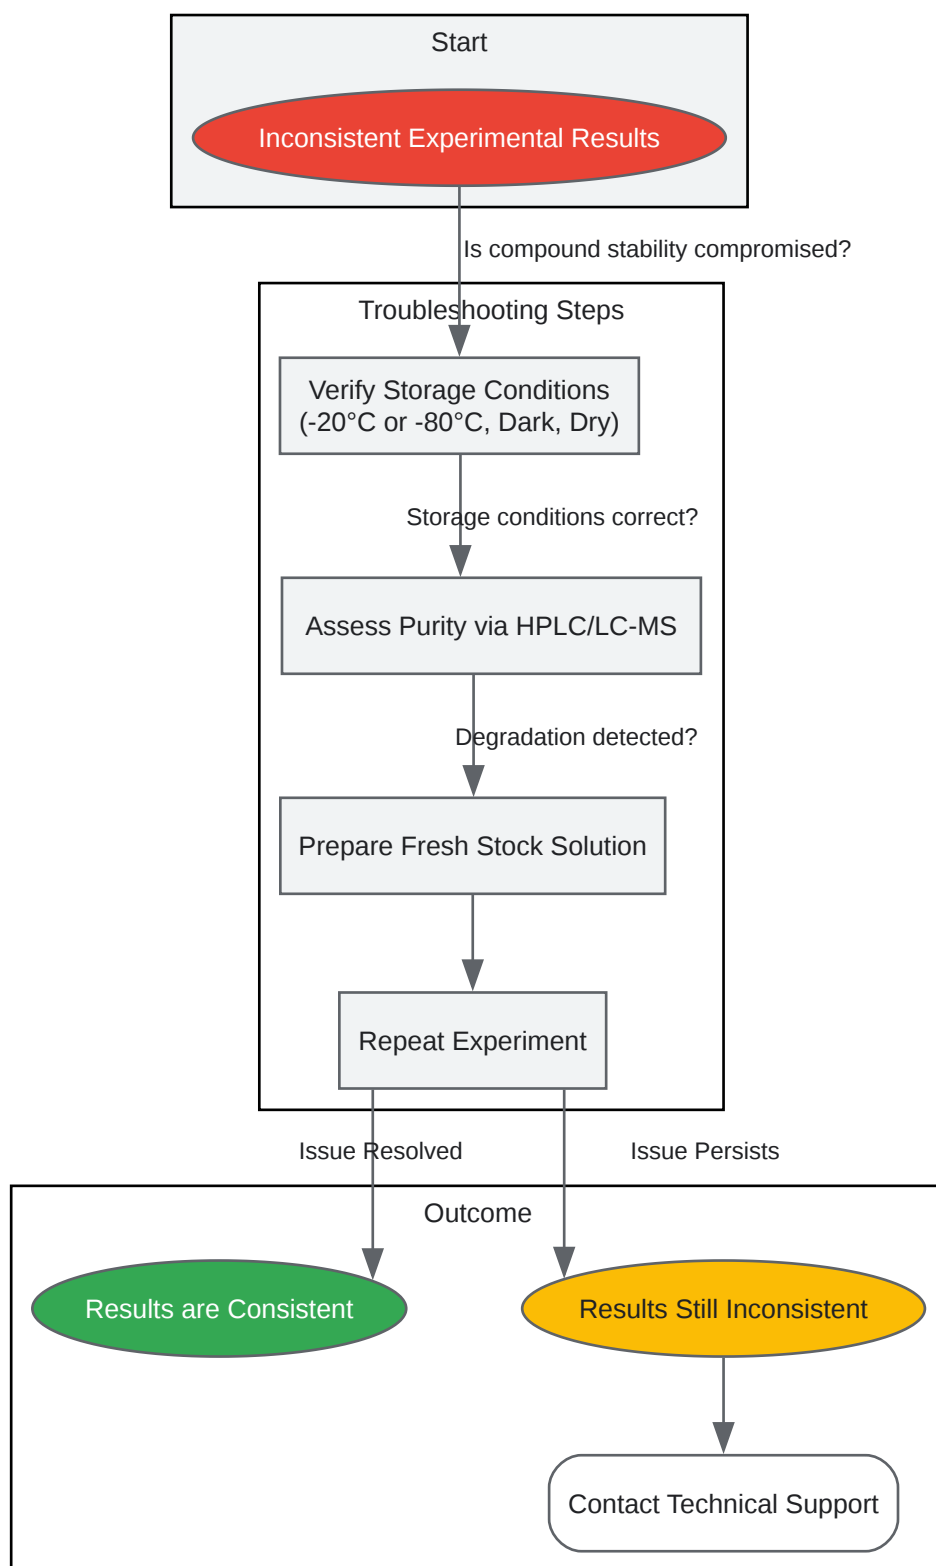 Start
Inconsistent Experimental Results
Is compound stability compromised?
Troubleshooting Steps
Verify Storage Conditions
(-20°C or -80°C, Dark, Dry)
Storage conditions correct?
Assess Purity via HPLC/LC-MS
Degradation detected?
Prepare Fresh Stock Solution
Repeat Experiment
Issue Resolved
Issue Persists
Outcome
Results are Consistent
Results Still Inconsistent
Contact Technical Support